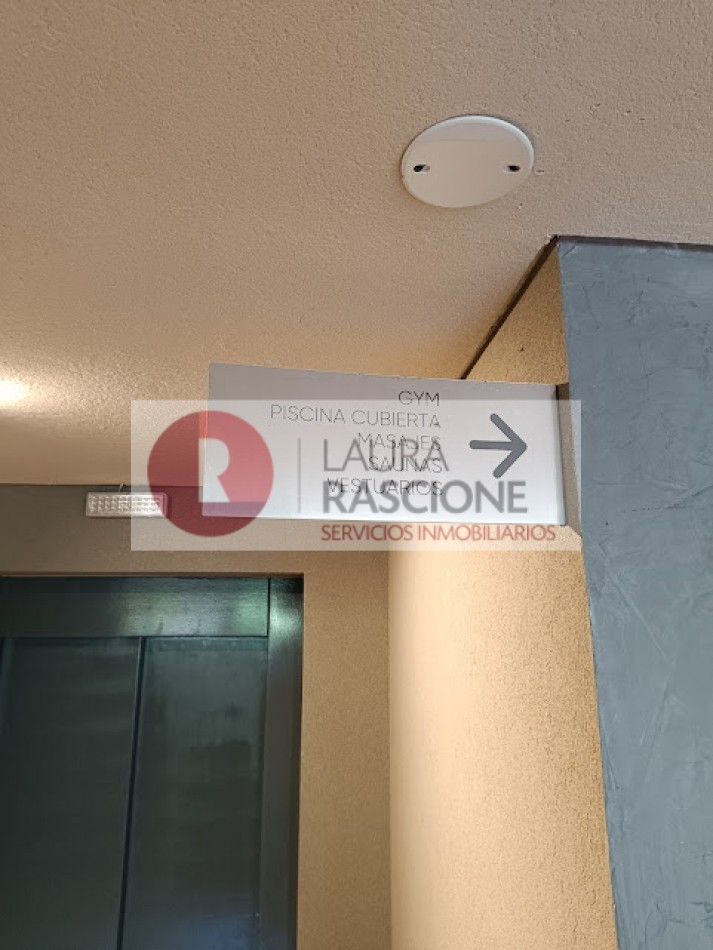 GYM
PISCINA CUBIERTA
MASAJES
SAUNAS
VESTUARIOS
R
LAURA
RASCIONE
SERVICIOS INMOBILIARIOS